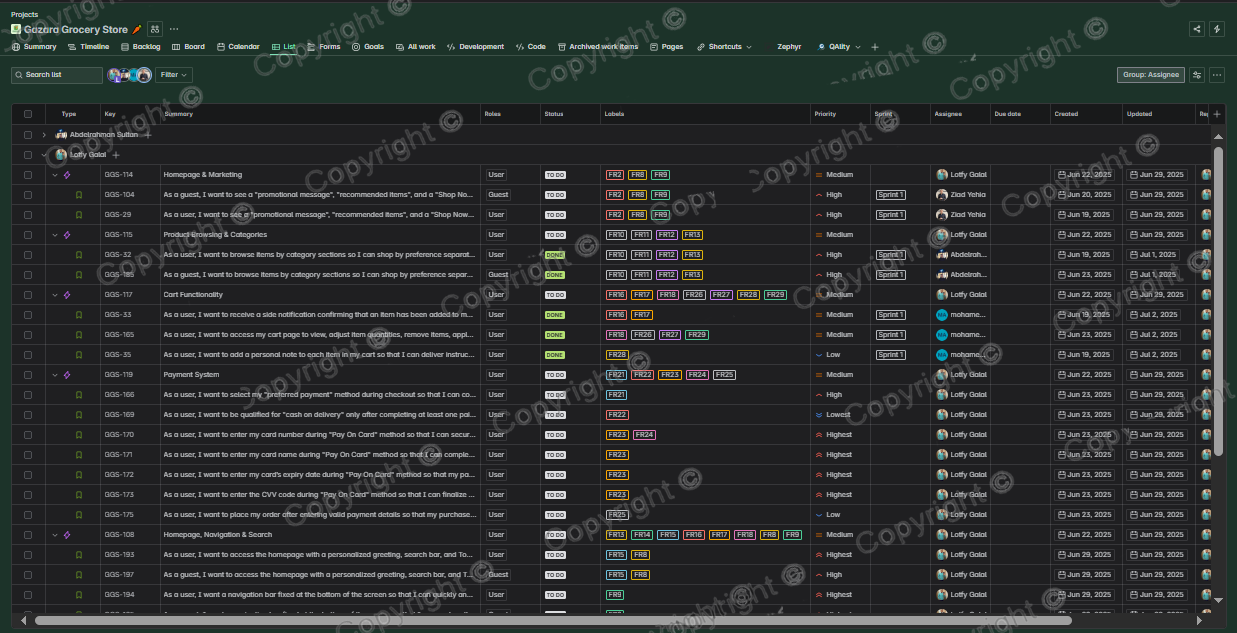 Projects
Gazara Grocery Store
Summary Timeline Backlog Board Calendar List Forms Goals All work Development Code Archived work items Pages Shortcuts Zephyr QAlity
Search list Filter Group: Assignee
Type Key Summary Roles Status Labels Priority Sprint Assignee Due date Created Updated
Abdelrahman Sultan
Lotfy Galal
GGS-114 Homepage & Marketing User TO DO FR2 FR8 FR9 Medium Lotfy Galal Jun 22, 2025 Jun 29, 2025
GGS-104 As a guest, I want to see a "promotional message", "recommended items", and a "Shop No... Guest TO DO FR2 FR8 FR9 High Sprint 1 Ziad Yehia Jun 20, 2025 Jun 29, 2025
GGS-29 As a user, I want to see a "promotional message", "recommended items", and a "Shop Now... User TO DO FR2 FR8 FR9 High Sprint 1 Ziad Yehia Jun 19, 2025 Jun 29, 2025
GGS-115 Product Browsing & Categories User TO DO FR10 FR11 FR12 FR13 Medium Lotfy Galal Jun 22, 2025 Jun 29, 2025
GGS-32 As a user, I want to browse items by category sections so I can shop by preference separat... User DONE FR10 FR11 FR12 FR13 High Sprint 1 Abdelrah... Jun 19, 2025 Jul 1, 2025
As a guest, I want to browse items by category sections so I can shop by preference sepa... Guest DONE FR10 FR11 FR12 FR13 High Sprint 1 Abdelrah... Jun 23, 2025 Jul 1, 2025
GGS-117 Cart Functionality User TO DO FR16 FR17 FR18 FR26 FR27 FR28 FR29 Medium Lotfy Galal Jun 22, 2025 Jun 29, 2025
GGS-33 As a user, I want to receive a side notification confirming that an item has been added to m... User DONE FR16 FR17 Medium Sprint 1 mohame... Jun 19, 2025 Jul 2, 2025
GGS-165 As a user, I want to access my cart page to view, adjust item quantities, remove items, appl... User DONE FR18 FR26 FR27 FR29 Medium Sprint 1 mohame... Jun 23, 2025 Jul 2, 2025
GGS-35 As a user, I want to add a personal note to each item in my cart so that I can deliver instruc... User DONE FR28 Low Sprint 1 mohame... Jun 19, 2025 Jul 2, 2025
GGS-119 Payment System User TO DO FR21 FR22 FR23 FR24 FR25 Medium Lotfy Galal Jun 22, 2025 Jun 29, 2025
GGS-166 As a user, I want to select my "preferred payment" method during checkout so that I can co... User TO DO FR21 High Lotfy Galal Jun 23, 2025 Jun 29, 2025
GGS-169 As a user, I want to be qualified for "cash on delivery" only after completing at least one pai... User TO DO FR22 Lowest Lotfy Galal Jun 23, 2025 Jun 29, 2025
GGS-170 As a user, I want to enter my card number during "Pay On Card" method so that I can secur... User TO DO FR23 FR24 Highest Lotfy Galal Jun 23, 2025 Jun 29, 2025
GGS-171 As a user, I want to enter my card name during "Pay On Card" method so that I can comple... User TO DO FR23 Highest Lotfy Galal Jun 23, 2025 Jun 29, 2025
GGS-172 As a user, I want to enter my card's expiry date during "Pay On Card" method so that my pa... User TO DO FR23 Highest Lotfy Galal Jun 23, 2025 Jun 29, 2025
GGS-173 As a user, I want to enter the CVV code during "Pay On Card" method so that I can finalize ... User TO DO FR23 Highest Lotfy Galal Jun 23, 2025 Jun 29, 2025
GGS-175 As a user, I want to place my order after entering valid payment details so that my purchase... User TO DO FR25 Low Lotfy Galal Jun 23, 2025 Jun 29, 2025
GGS-108 Homepage, Navigation & Search User TO DO FR13 FR14 FR15 FR16 FR17 FR18 FR8 FR9 Medium Lotfy Galal Jun 22, 2025 Jun 29, 2025
GGS-193 As a user, I want to access the homepage with a personalized greeting, search bar, and To... User TO DO FR15 FR8 Highest Lotfy Galal Jun 29, 2025 Jun 29, 2025
GGS-197 As a guest, I want to access the homepage with a personalized greeting, search bar, and T... Guest TO DO FR15 FR8 High Lotfy Galal Jun 29, 2025 Jun 29, 2025
GGS-194 As a user, I want a navigation bar fixed at the bottom of the screen so that I can quickly an... User TO DO FR9 Highest Lotfy Galal Jun 29, 2025 Jun 29, 2025
Copyright ©